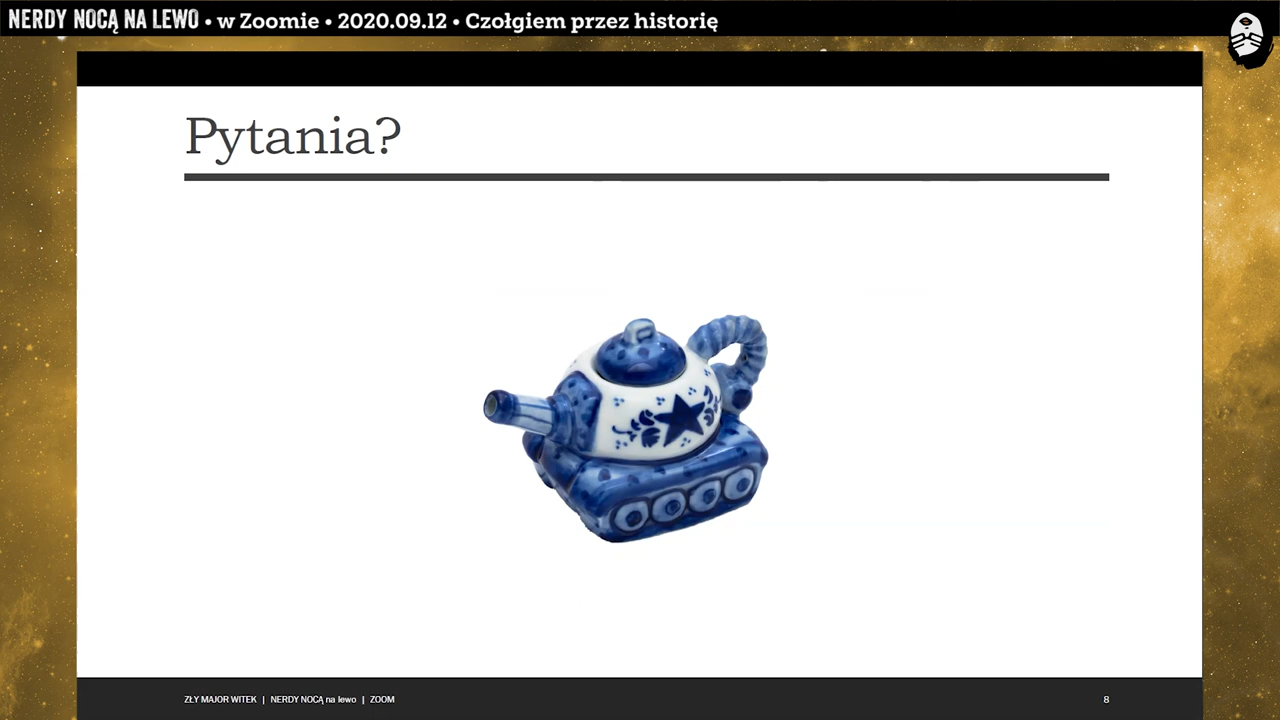 NERDY NOCĄ NA LEWO • w Zoomie • 2020.09.12 • Czołgiem przez historię
Pytania?
ZŁY MAJOR WITEK | NERDY NOCĄ na lewo | ZOOM
8